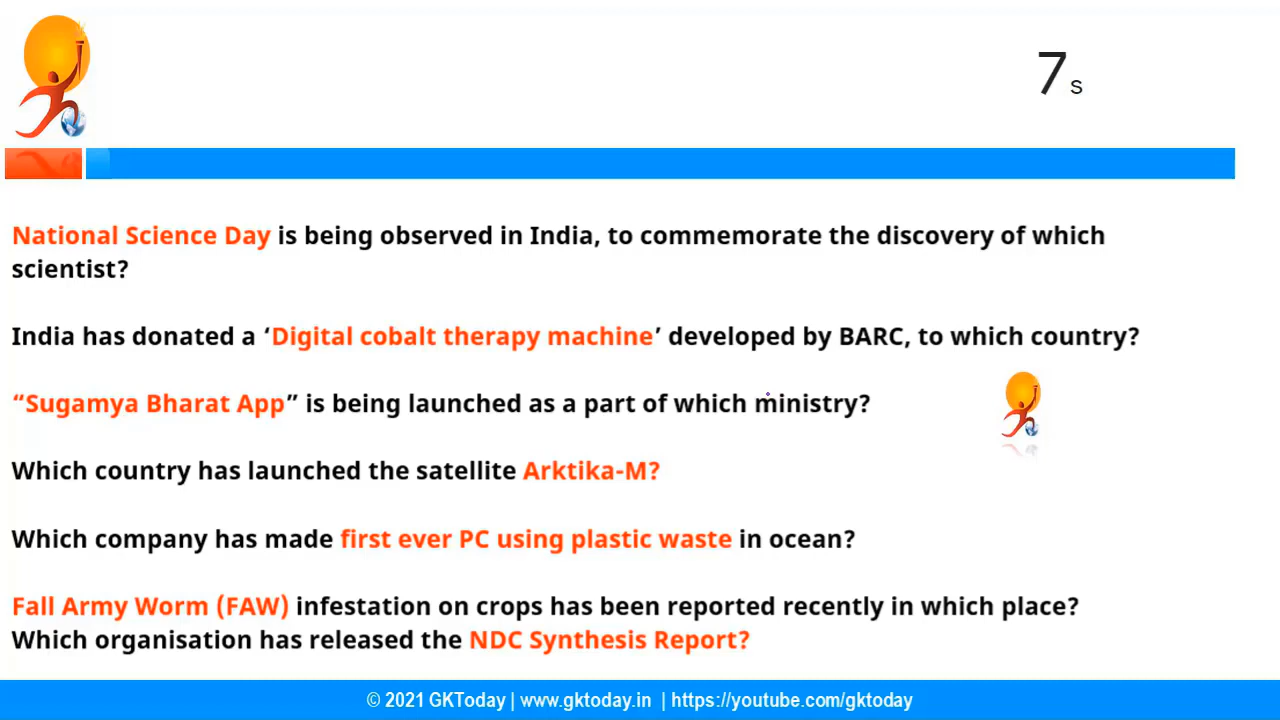 7 s
National Science Day is being observed in India, to commemorate the discovery of which
scientist?
India has donated a ‘Digital cobalt therapy machine’ developed by BARC, to which country?
“Sugamya Bharat App” is being launched as a part of which ministry?
Which country has launched the satellite Arktika-M?
Which company has made first ever PC using plastic waste in ocean?
Fall Army Worm (FAW) infestation on crops has been reported recently in which place?
Which organisation has released the NDC Synthesis Report?
© 2021 GKToday | www.gktoday.in | https://youtube.com/gktoday